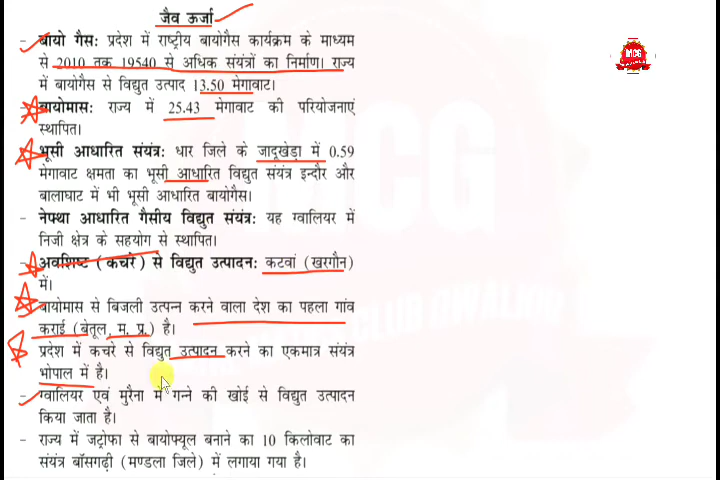 जैव ऊर्जा
- बायो गैसः प्रदेश में राष्ट्रीय बायोगैस कार्यक्रम के माध्यम
से 2010 तक 19540 से अधिक संयंत्रों का निर्माण। राज्य
में बायोगैस से विद्युत उत्पाद 13.50 मेगावाट।
- बायोमासः राज्य में 25.43 मेगावाट की परियोजनाएं
स्थापित।
- भूसी आधारित संयंत्रः धार जिले के जादूखेड़ा में 0.59
मेगावाट क्षमता का भूसी आधारित विद्युत संयंत्र इन्दौर और
बालाघाट में भी भूसी आधारित बायोगैस।
- नेफ्था आधारित गैसीय विद्युत संयंत्रः यह ग्वालियर में
निजी क्षेत्र के सहयोग से स्थापित।
- अवशिष्ट (कचरे) से विद्युत उत्पादनः कटवां (खरगौन)
में।
बायोमास से बिजली उत्पन्न करने वाला देश का पहला गांव
कराई (बेतूल, म. प्र.) है।
प्रदेश में कचरे से विद्युत उत्पादन करने का एकमात्र संयंत्र
भोपाल में है।
- ग्वालियर एवं मुरैना में गन्ने की खोई से विद्युत उत्पादन
किया जाता है।
- राज्य में जट्रोफा से बायोफ्यूल बनाने का 10 किलोवाट का
संयंत्र बॉसगढ़ी (मण्डला जिले) में लगाया गया है।
MCG
MCG